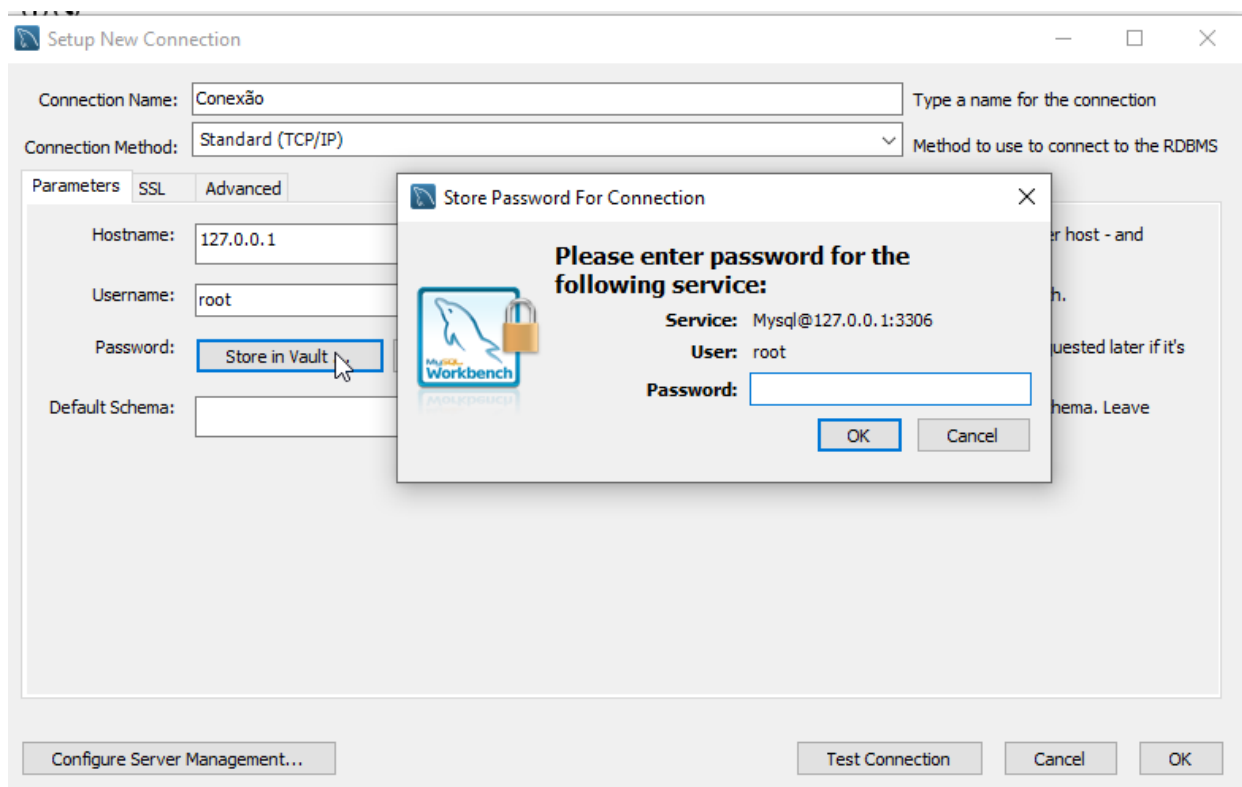 Setup New Connection
Connection Name: Conexão Type a name for the connection
Connection Method: Standard (TCP/IP) Method to use to connect to the RDBMS
Parameters SSL Advanced
Store Password For Connection
Hostname: 127.0.0.1
host - and
Please enter password for the
following service:
Service: Mysql@127.0.0.1:3306
Username: root
User: root
Password: Store in Vault ...
later if it's
Password:
MySQL
Workbench
Default Schema:
Leave
OK Cancel
Configure Server Management... Test Connection Cancel OK